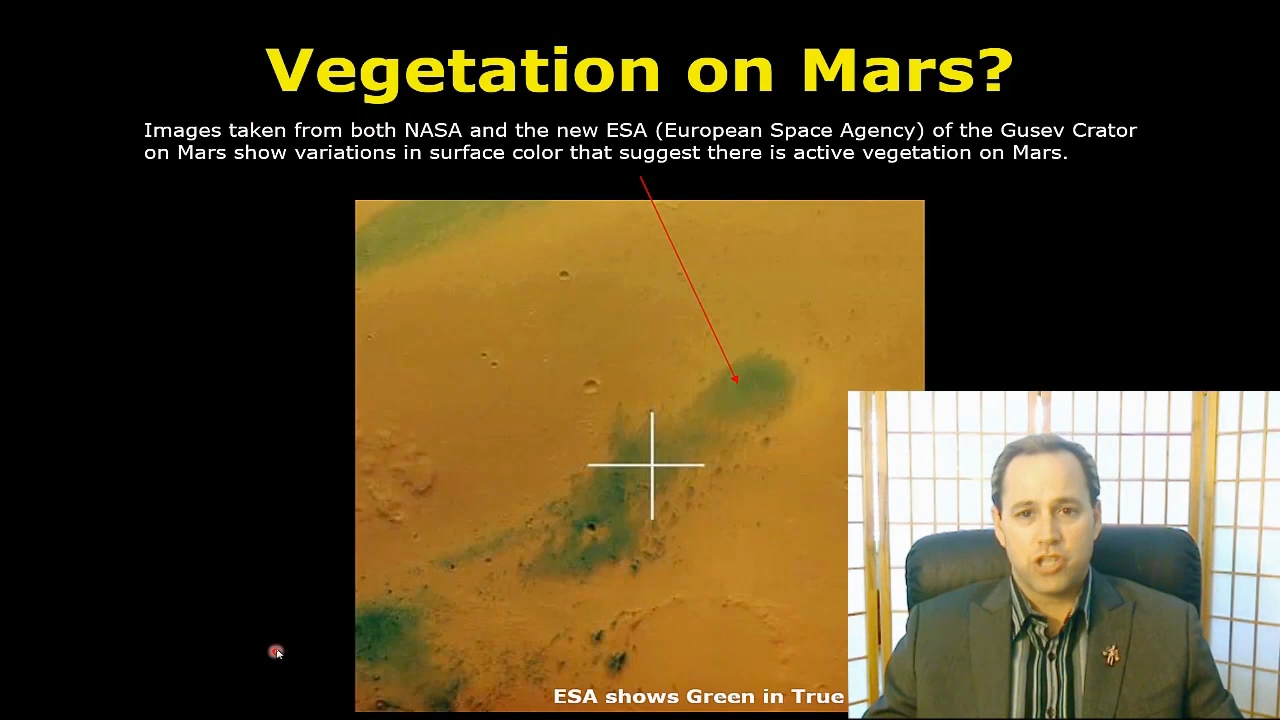 Vegetation on Mars?
Images taken from both NASA and the new ESA (European Space Agency) of the Gusev Crator
on Mars show variations in surface color that suggest there is active vegetation on Mars.
ESA shows Green in True